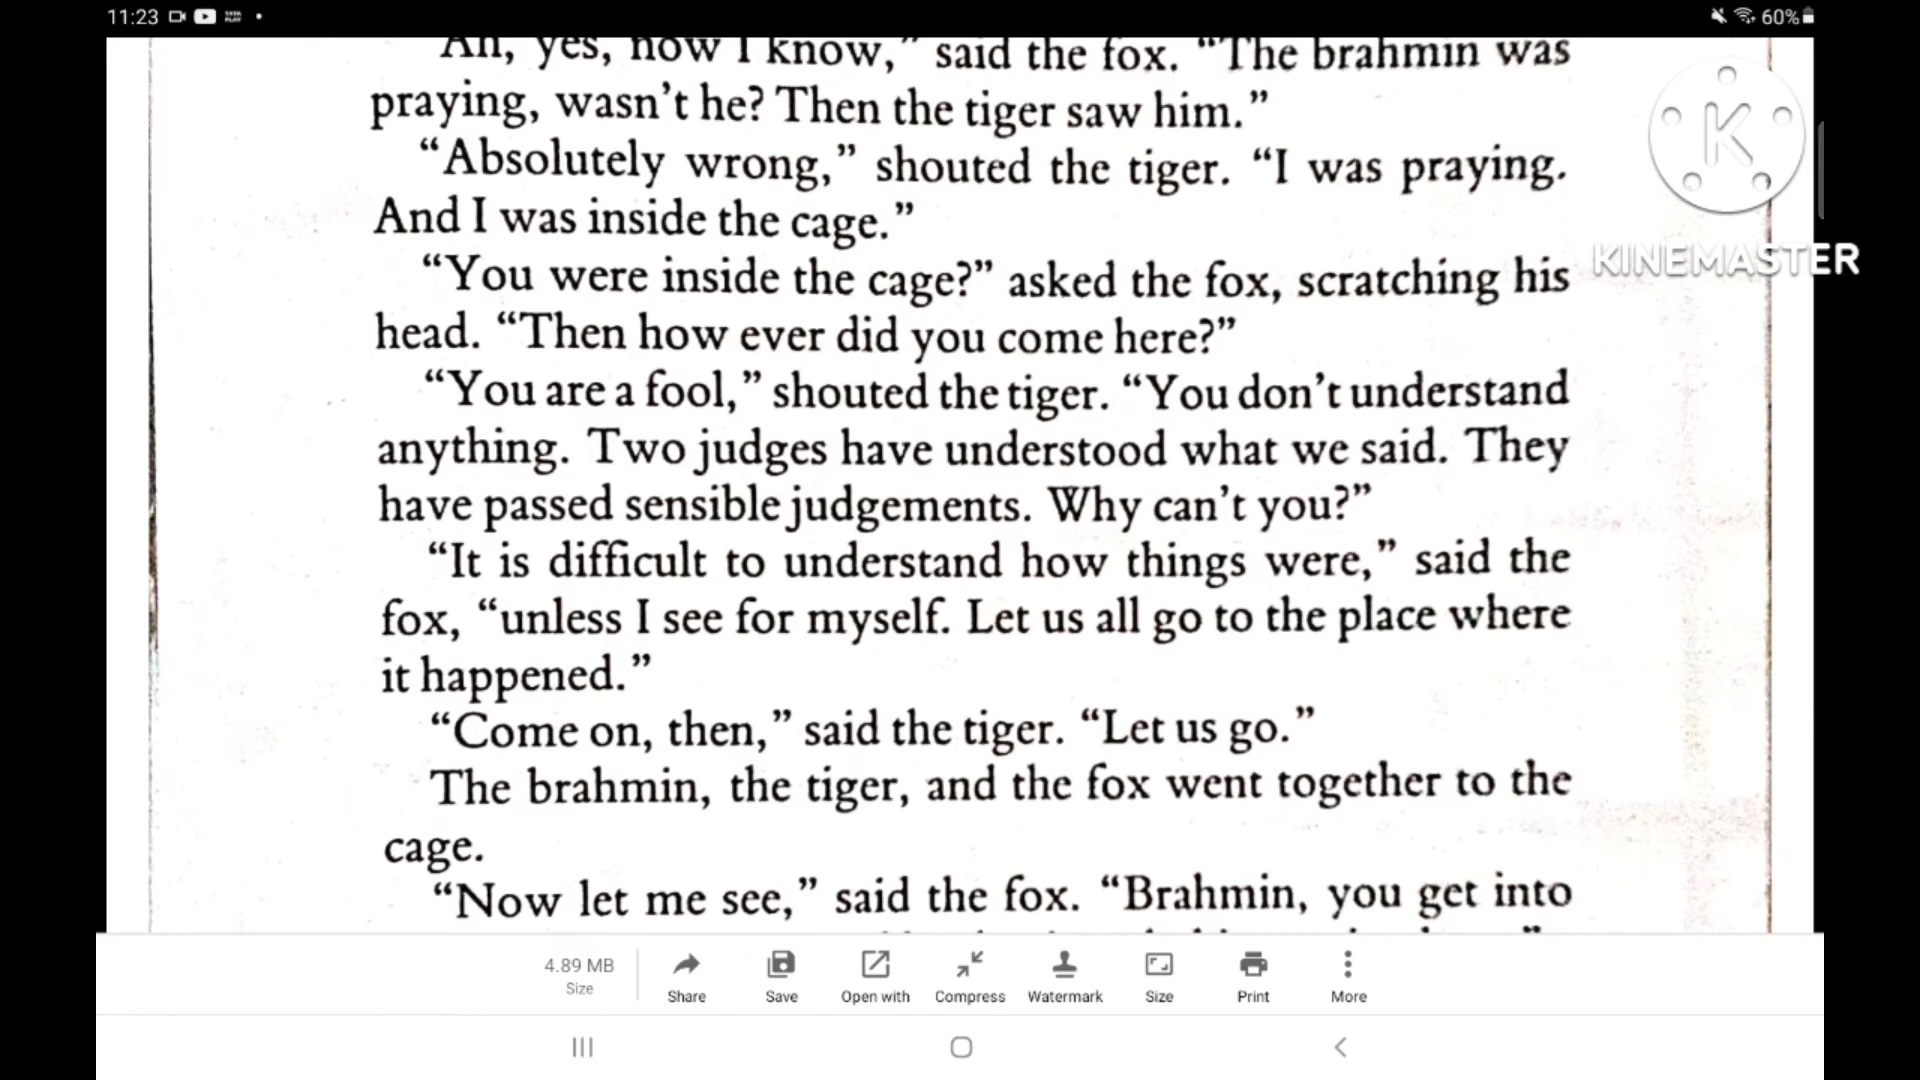 11:23
60%
Ah, yes, now I know,” said the fox. “The brahmin was
praying, wasn’t he? Then the tiger saw him.”
“Absolutely wrong,” shouted the tiger. “I was praying.
And I was inside the cage.”
“You were inside the cage?” asked the fox, scratching his
head. “Then how ever did you come here?”
“You are a fool,” shouted the tiger. “You don’t understand
anything. Two judges have understood what we said. They
have passed sensible judgements. Why can’t you?”
“It is difficult to understand how things were,” said the
fox, “unless I see for myself. Let us all go to the place where
it happened.”
“Come on, then,” said the tiger. “Let us go.”
The brahmin, the tiger, and the fox went together to the
cage.
“Now let me see,” said the fox. “Brahmin, you get into
K
KINEMASTER
4.89 MB
Size
Share
Save
Open with
Compress
Watermark
Size
Print
More